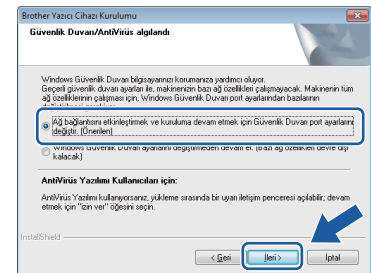 Brother Yazıcı Cihazı Kurulumu
Güvenlik Duvarı/AntiVirüs algılandı
Windows Güvenlik Duvarı bilgisayarınızı korumanıza yardımcı oluyor.
Geçerli güvenlik duvarı ayarları ile, makinenizin bazı ağ özellikleri çalışmayacak. Makinenin tüm
ağ özelliklerinin çalışması için, Windows Güvenlik Duvarı port ayarlarından bazılarının
değiştirilmesi gerekiyor.
Ağ bağlantısını etkinleştirmek ve kuruluma devam etmek için Güvenlik Duvarı port ayarlarını
değiştir. (Önerilen)
Windows Güvenlik Duvarı ayarlarını değiştirmeden devam et. (Bazı ağ özellikleri devre dışı
kalacak)
AntiVirüs Yazılımı Kullanıcıları için:
AntiVirüs Yazılımı kullanıyorsanız, yükleme sırasında bir uyarı iletişim penceresi açılabilir; devam
etmek için "izin ver" öğesini seçin.
InstallShield
< Geri
İleri >
İptal